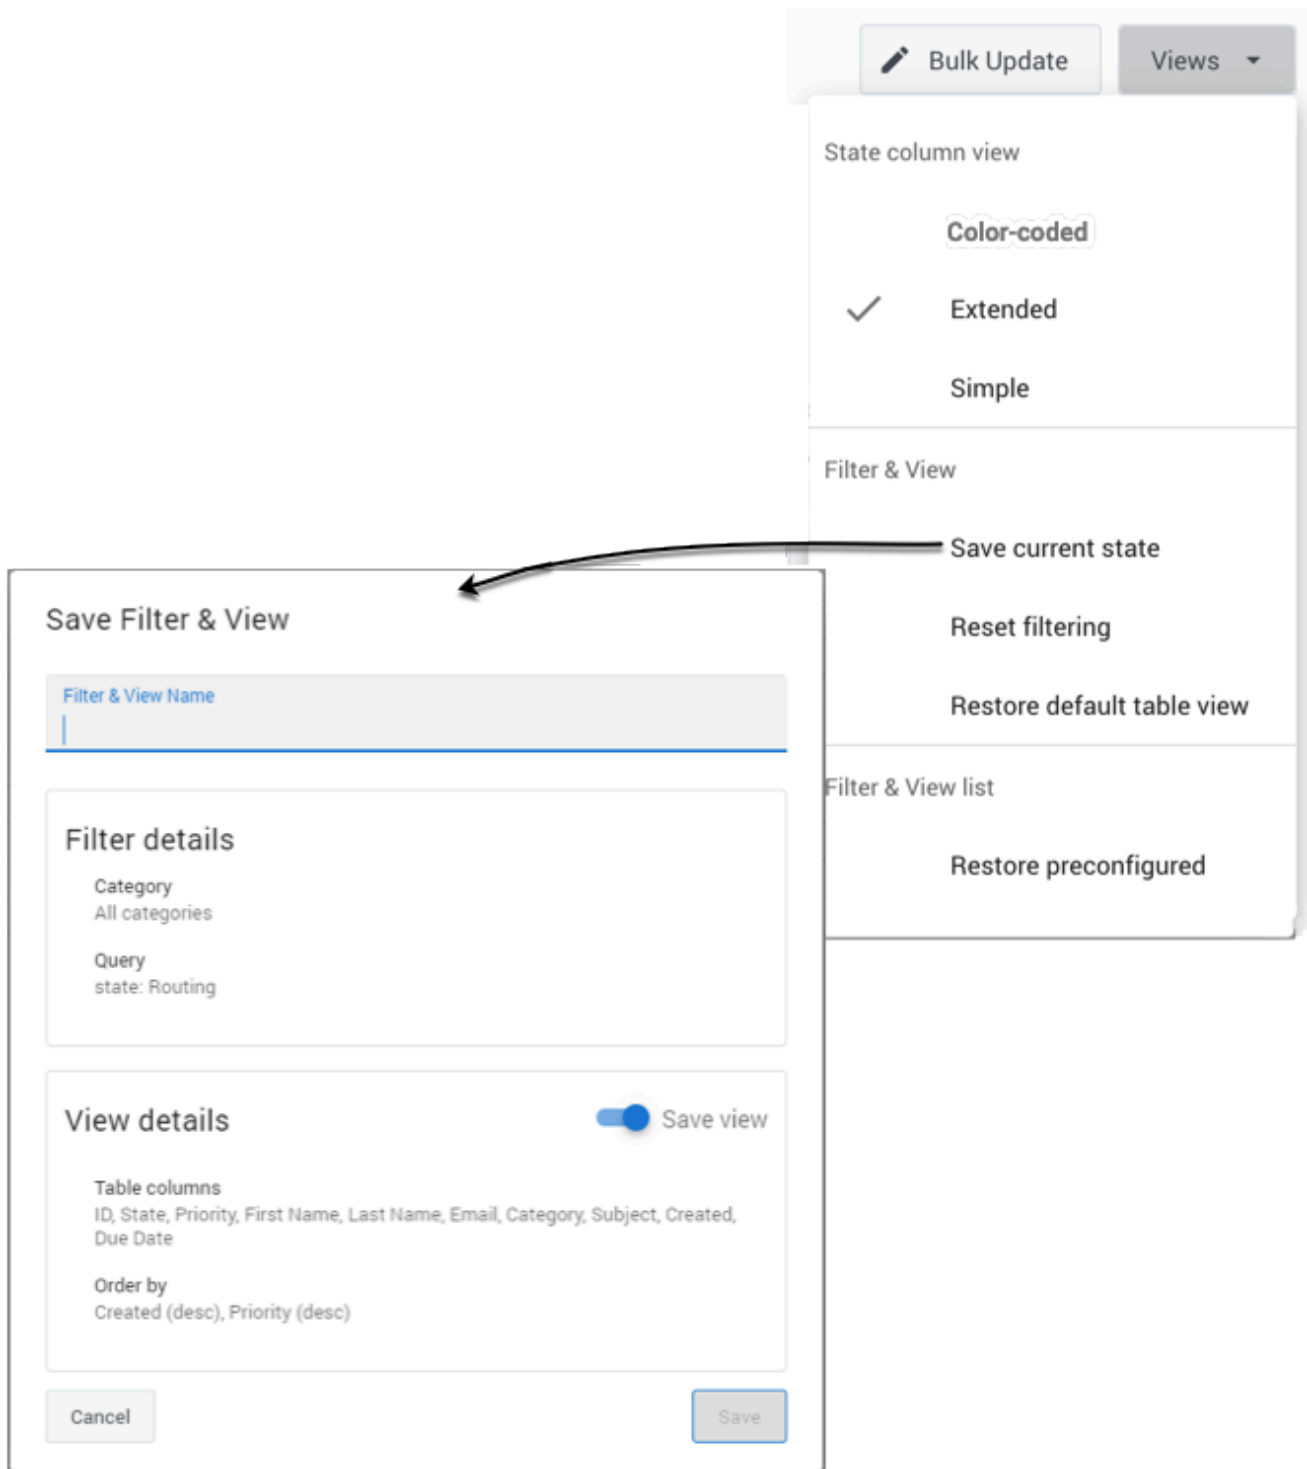 Bulk Update
Views
State column view
Color-coded
Extended
Simple
Filter & View
Save current state
Reset filtering
Restore default table view
Filter & View list
Restore preconfigured
Save Filter & View
Filter & View Name
Filter details
Category
All categories
Query
state: Routing
View details
Save view
Table columns
ID, State, Priority, First Name, Last Name, Email, Category, Subject, Created,
Due Date
Order by
Created (desc), Priority (desc)
Cancel
Save